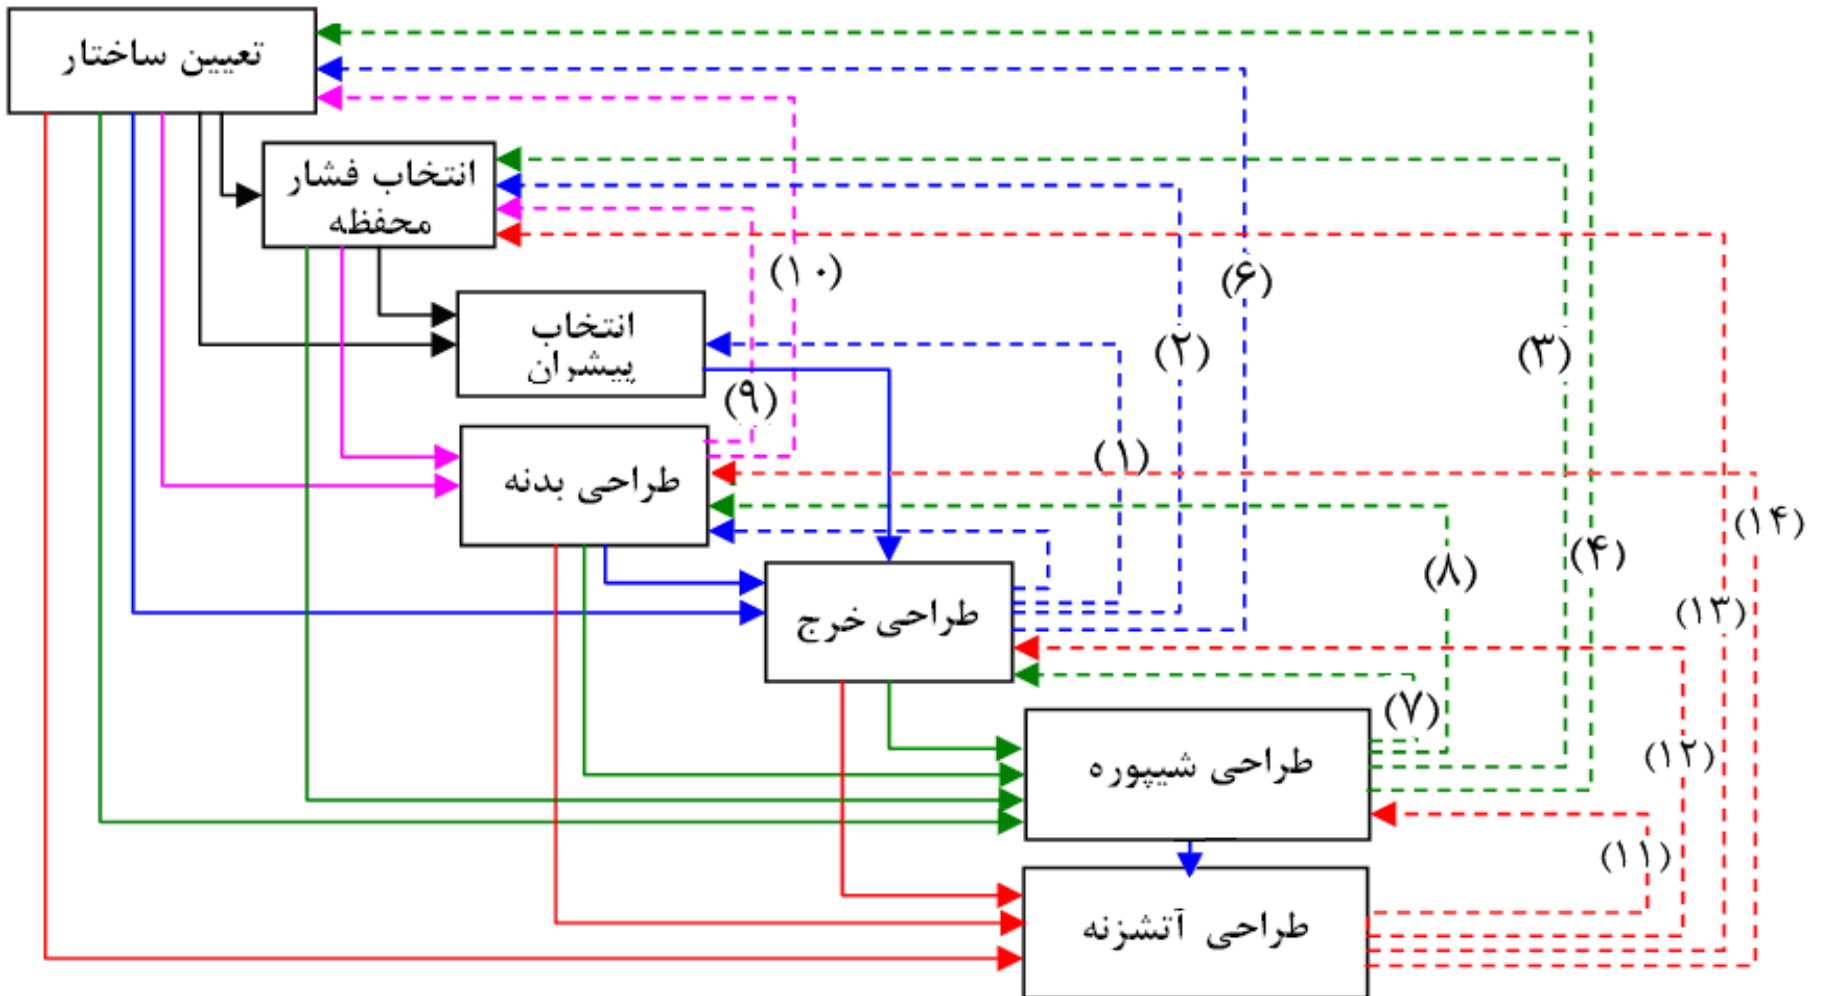 تعیین ساختار
انتخاب فشار
محفظه
(۱۰)
(۶)
انتخاب
پیشران
(۲)
(۳)
(۹)
(۱)
طراحی بدنه
(۱۴)
(۴)
(۸)
طراحی خرج
(۱۳)
(۷)
طراحی شیپوره
(۱۲)
(۱۱)
طراحی آتشزنه